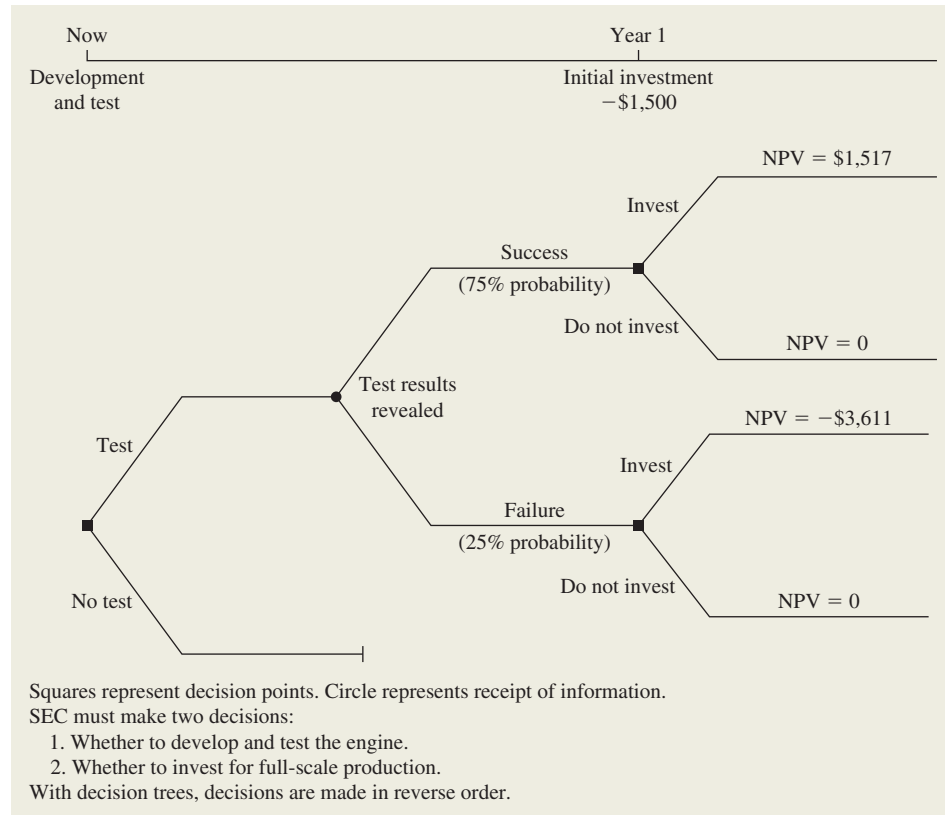 Now
Year 1
Development
and test
Initial investment
−$1,500
NPV = $1,517
Invest
Success
(75% probability)
Do not invest
NPV = 0
Test results
revealed
NPV = −$3,611
Test
Invest
Failure
(25% probability)
Do not invest
No test
NPV = 0
Squares represent decision points. Circle represents receipt of information.
SEC must make two decisions:
1. Whether to develop and test the engine.
2. Whether to invest for full-scale production.
With decision trees, decisions are made in reverse order.